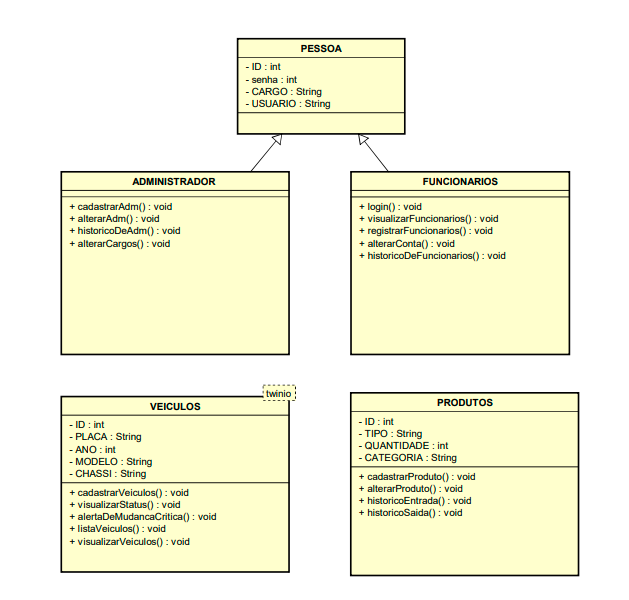 PESSOA
- ID : int
- senha : int
- CARGO : String
- USUARIO : String
ADMINISTRADOR
+ cadastrarAdm() : void
+ alterarAdm() : void
+ historicoDeAdm() : void
+ alterarCargos() : void
FUNCIONARIOS
+ login() : void
+ visualizarFuncionarios() : void
+ registrarFuncionarios() : void
+ alterarConta() : void
+ historicoDeFuncionarios() : void
twinio
VEICULOS
- ID : int
- PLACA : String
- ANO : int
- MODELO : String
- CHASSI : String
+ cadastrarVeiculos() : void
+ visualizarStatus() : void
+ alertaDeMudancaCritica() : void
+ listaVeiculos() : void
+ visualizarVeiculos() : void
PRODUTOS
- ID : int
- TIPO : String
- QUANTIDADE : int
- CATEGORIA : String
+ cadastrarProduto() : void
+ alterarProduto() : void
+ historicoEntrada() : void
+ historicoSaida() : void